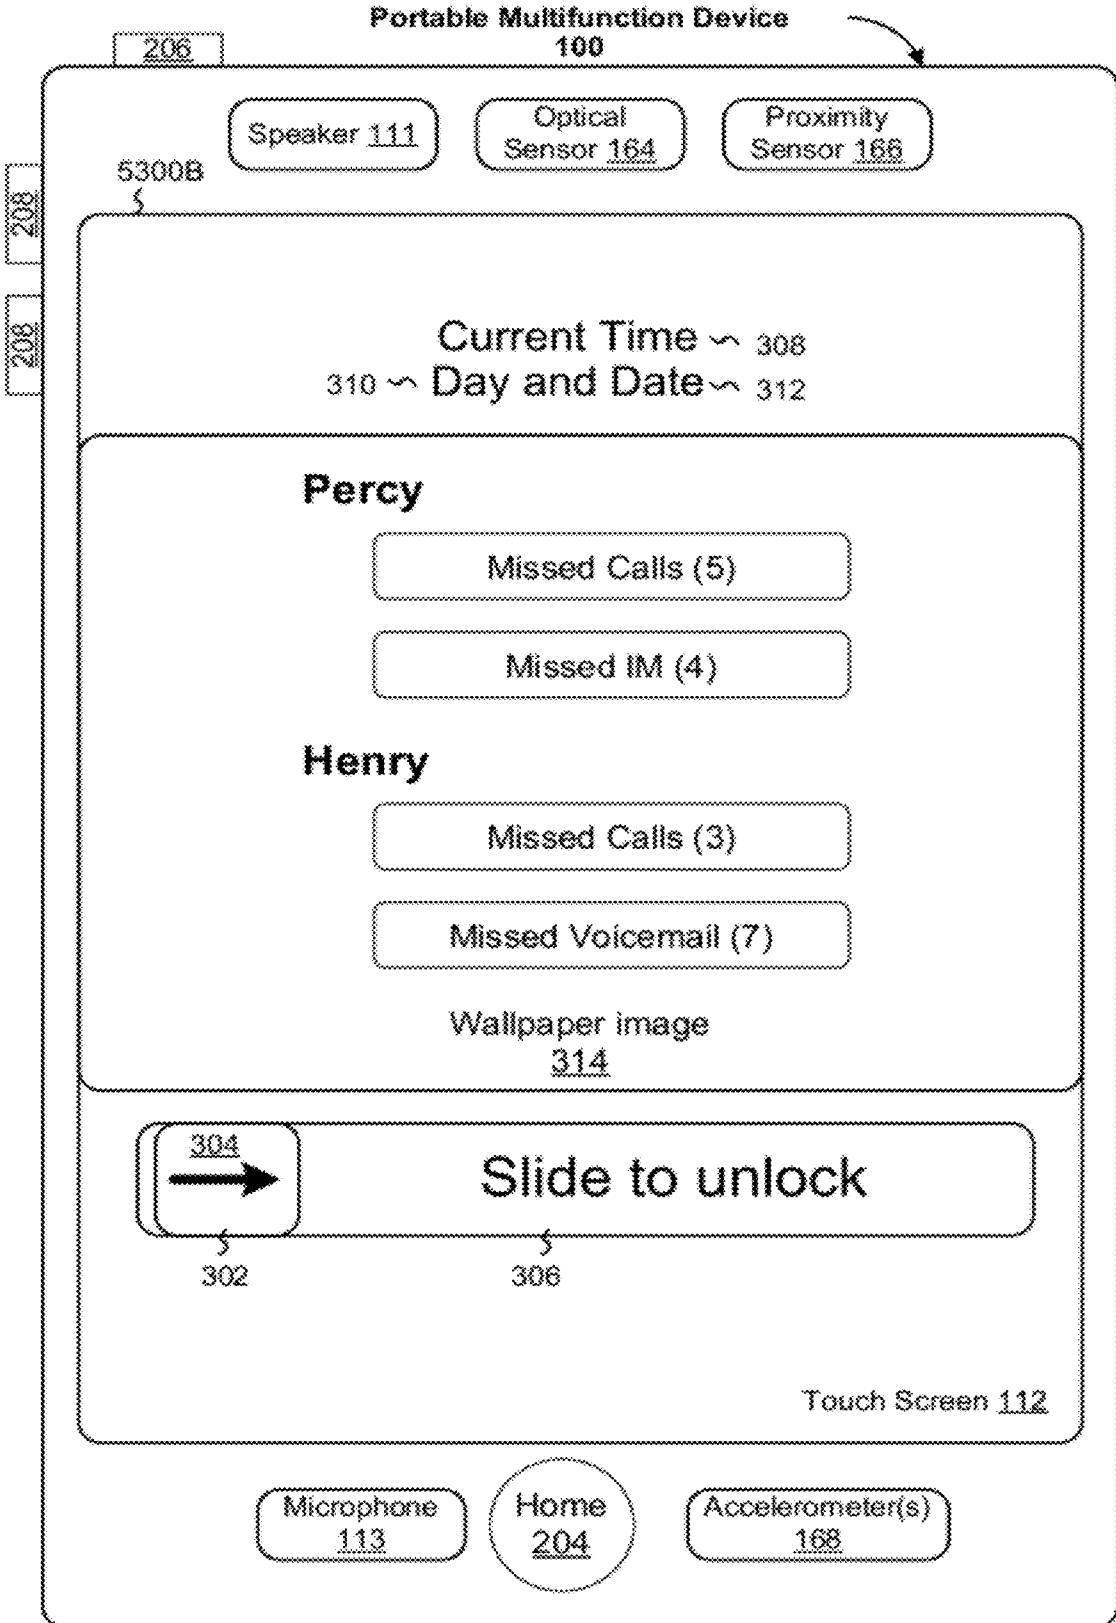 Portable Multifunction Device
100
206
Speaker 111
Optical
Sensor 164
Proximity
Sensor 166
5300B
208
208
Current Time 308
310 Day and Date 312
Percy
Missed Calls (5)
Missed IM (4)
Henry
Missed Calls (3)
Missed Voicemail (7)
Wallpaper image
314
304
Slide to unlock
302
306
Touch Screen 112
Microphone
113
Home
204
Accelerometer(s)
168